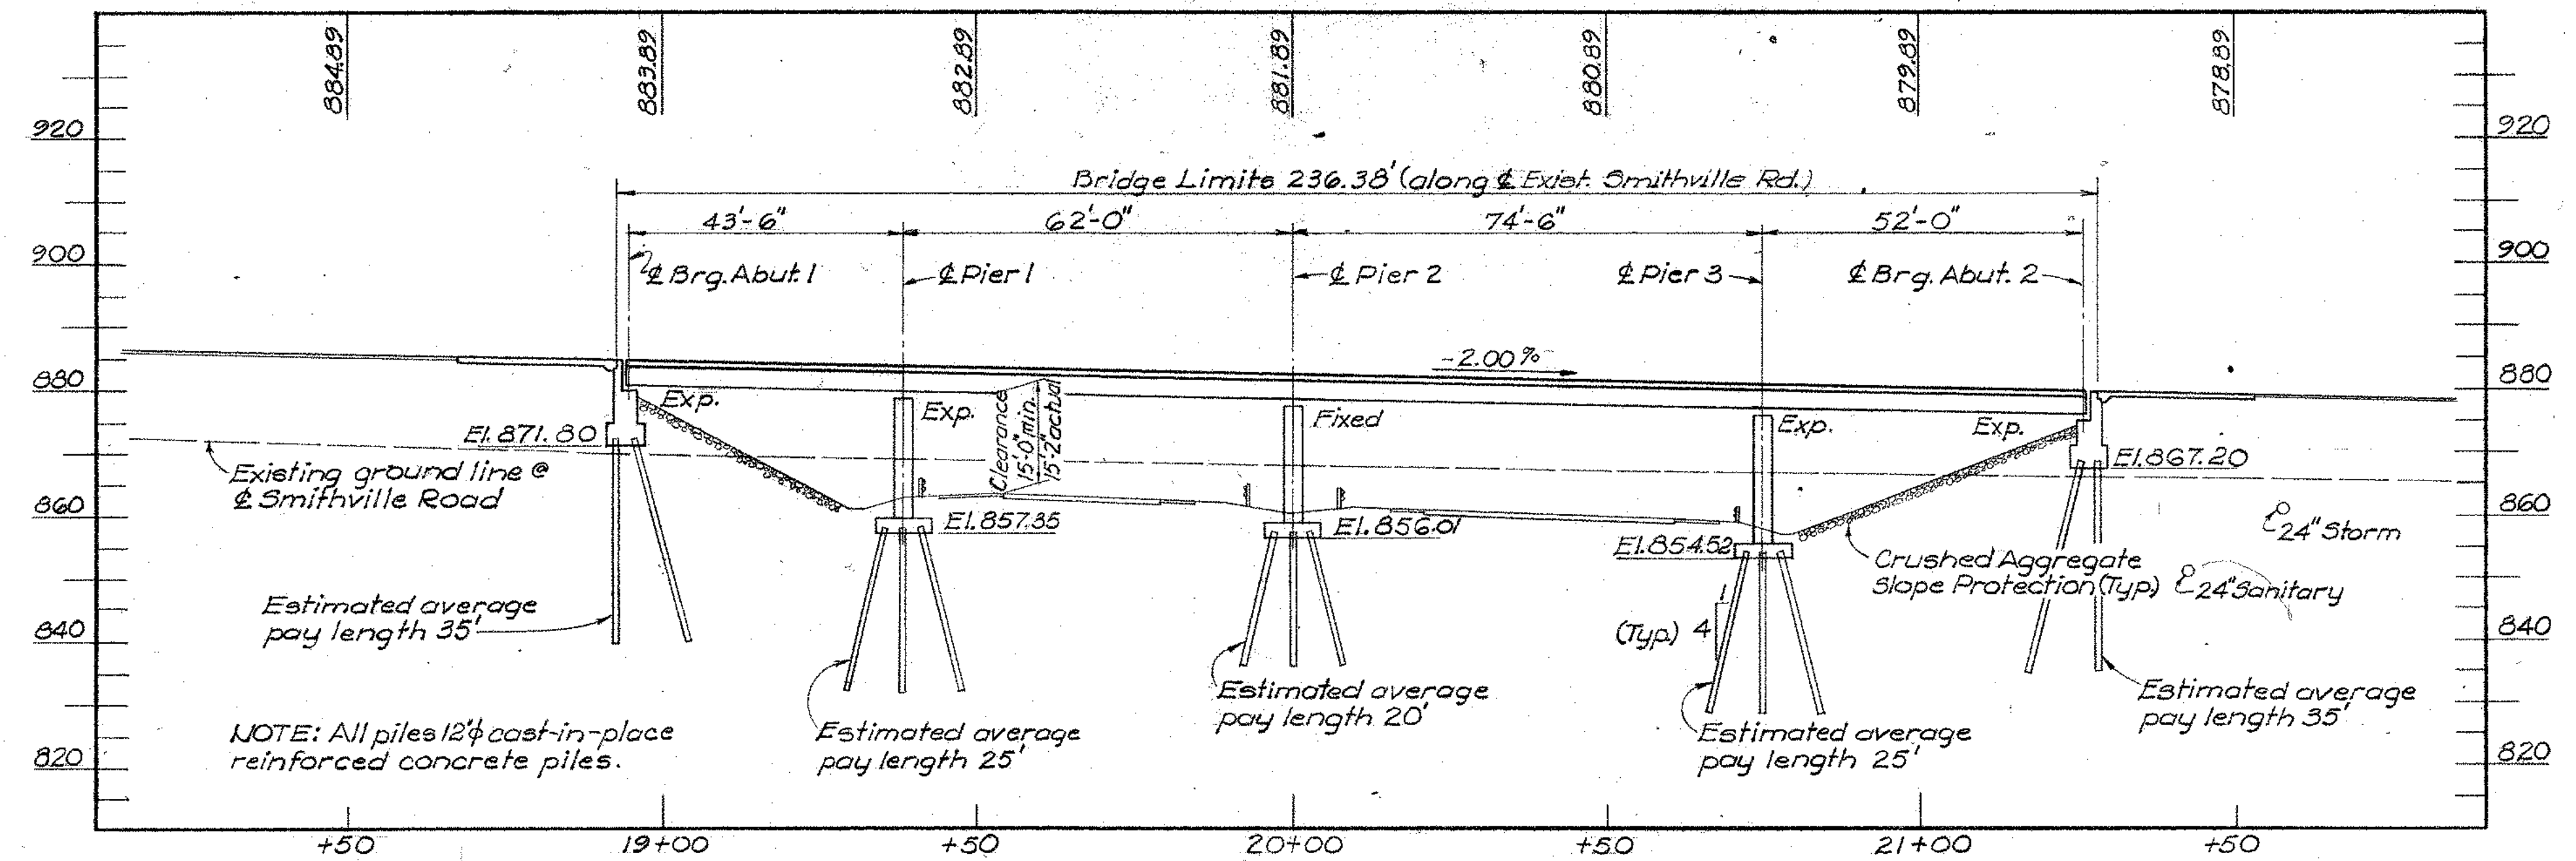 884.89
883.89
882.89
881.89
880.89
879.89
878.89
920
920
Bridge Limits 236.38' (along ℄ Exist. Smithville Rd.)
43'-6"
62'-0"
74'-6"
52'-0"
900
900
℄ Brg. Abut. 1
℄ Pier 1
℄ Pier 2
℄ Pier 3
℄ Brg. Abut. 2
-2.00%
880
880
Exp.
Exp.
Clearance
15'-0" min.
15'-2" actual
Fixed
Exp.
Exp.
El. 871.80
El. 867.20
Existing ground line @
℄ Smithville Road
860
860
El. 857.35
El. 856.01
El. 854.52
24" Storm
Crushed Aggregate
Slope Protection (Typ.)
24" Sanitary
Estimated average
pay length 35'
840
840
1
(Typ.) 4
Estimated average
pay length 20'
Estimated average
pay length 35'
NOTE: All piles 12"ϕ cast-in-place
reinforced concrete piles.
Estimated average
pay length 25'
Estimated average
pay length 25'
820
820
+50
19+00
+50
20+00
+50
21+00
+50